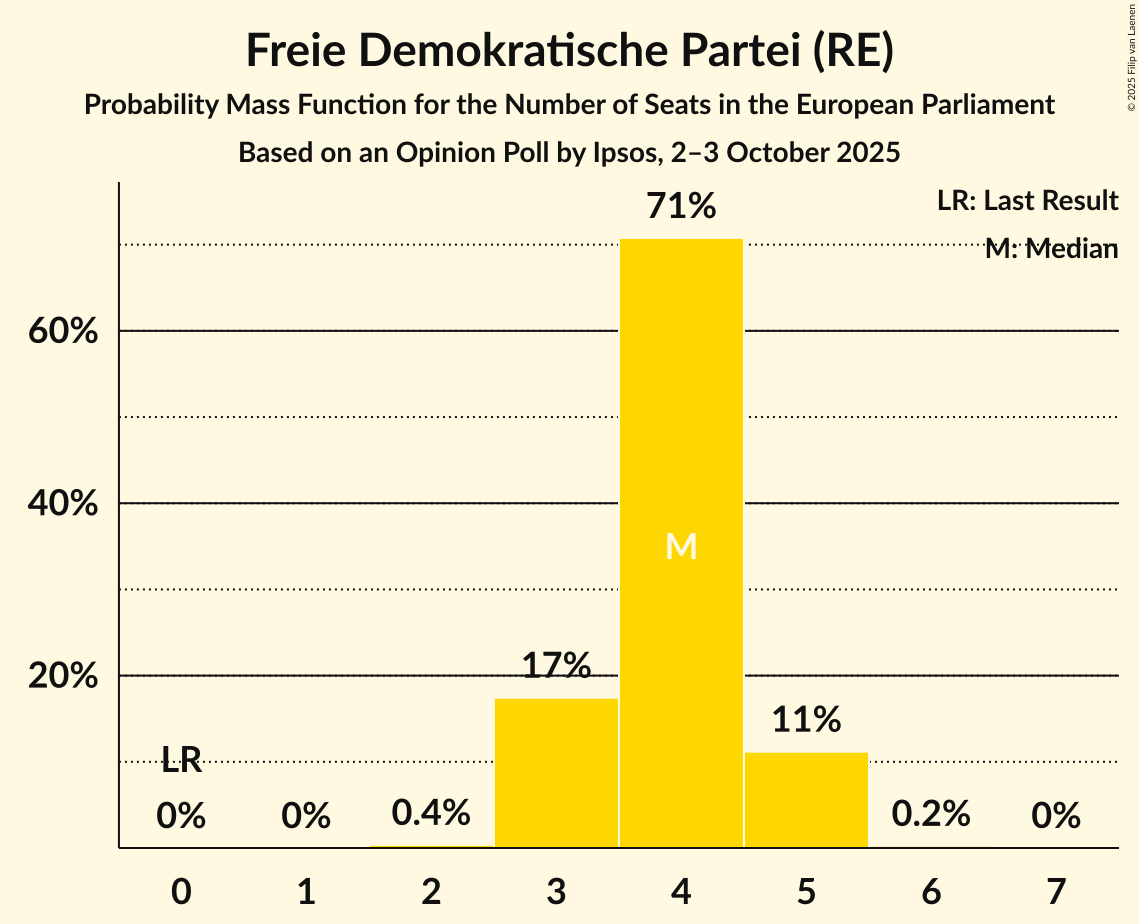 Freie Demokratische Partei (RE)
Probability Mass Function for the Number of Seats in the European Parliament
Based on an Opinion Poll by Ipsos, 2–3 October 2025
© 2025 Filip van Laenen
LR: Last Result
M: Median
71%
60%
40%
M
20%
17%
11%
LR
0%
0%
0.4%
0.2%
0%
0 1 2 3 4 5 6 7